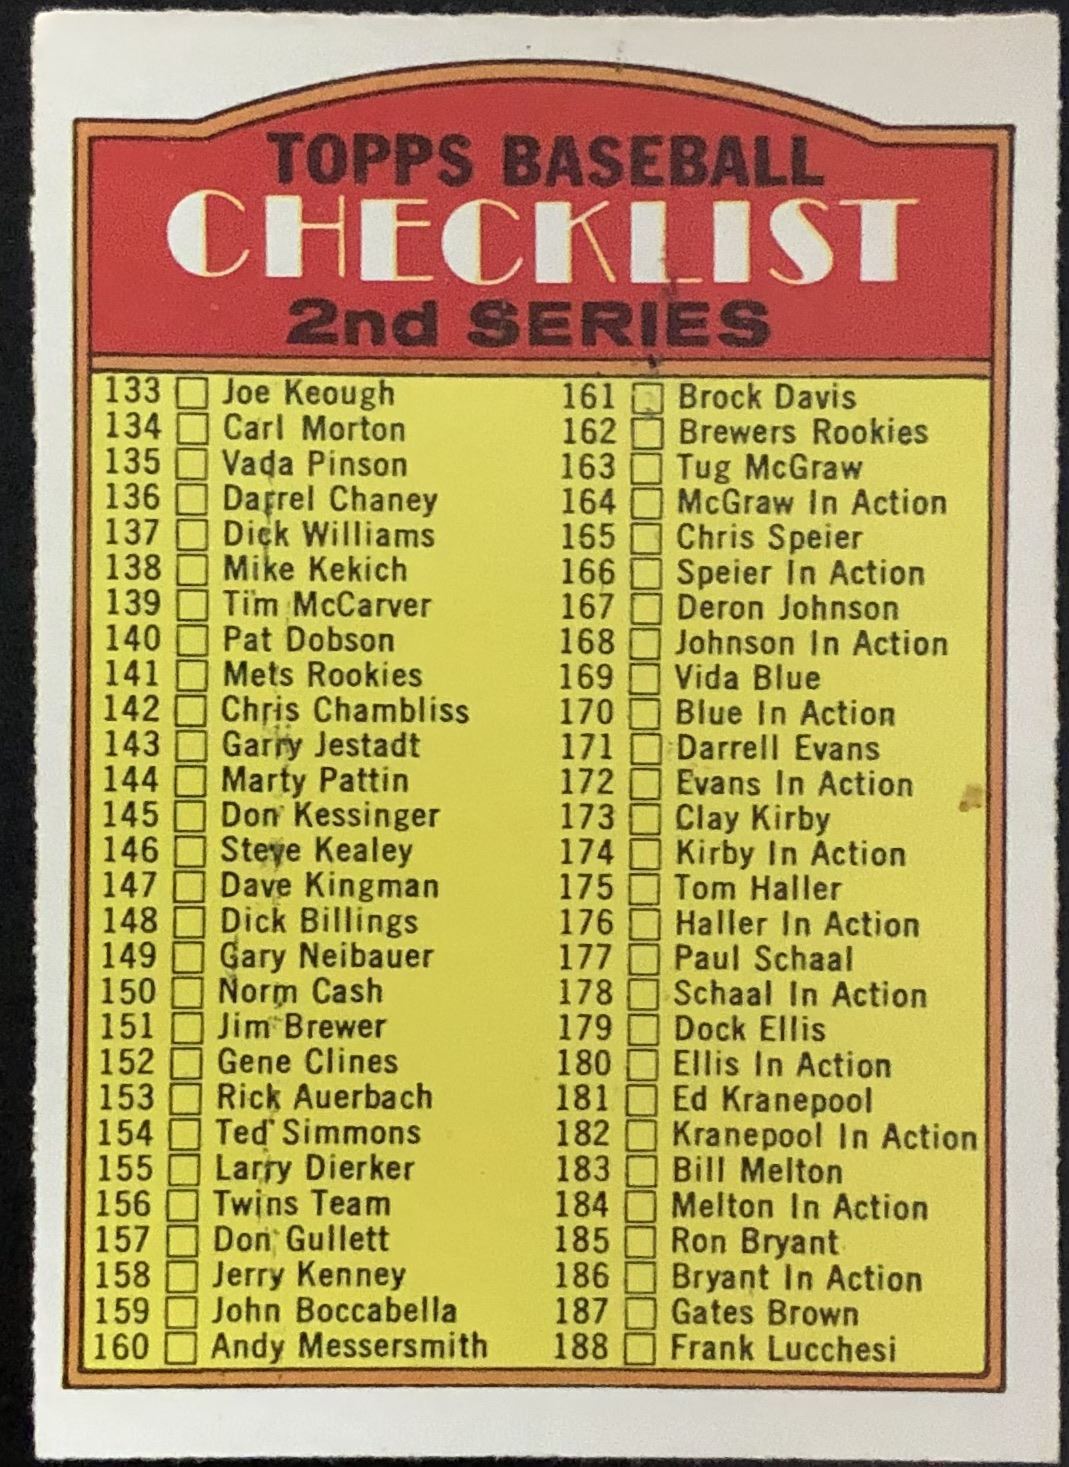 TOPPS BASEBALL
CHECKLIST
2nd SERIES
133 Joe Keough
134 Carl Morton
135 Vada Pinson
136 Darrel Chaney
137 Dick Williams
138 Mike Kekich
139 Tim McCarver
140 Pat Dobson
141 Mets Rookies
142 Chris Chambliss
143 Garry Jestadt
144 Marty Pattin
145 Don Kessinger
146 Steve Kealey
147 Dave Kingman
148 Dick Billings
149 Gary Neibauer
150 Norm Cash
151 Jim Brewer
152 Gene Clines
153 Rick Auerbach
154 Ted Simmons
155 Larry Dierker
156 Twins Team
157 Don Gullett
158 Jerry Kenney
159 John Boccabella
160 Andy Messersmith
161 Brock Davis
162 Brewers Rookies
163 Tug McGraw
164 McGraw In Action
165 Chris Speier
166 Speier In Action
167 Deron Johnson
168 Johnson In Action
169 Vida Blue
170 Blue In Action
171 Darrell Evans
172 Evans In Action
173 Clay Kirby
174 Kirby In Action
175 Tom Haller
176 Haller In Action
177 Paul Schaal
178 Schaal In Action
179 Dock Ellis
180 Ellis In Action
181 Ed Kranepool
182 Kranepool In Action
183 Bill Melton
184 Melton In Action
185 Ron Bryant
186 Bryant In Action
187 Gates Brown
188 Frank Lucchesi